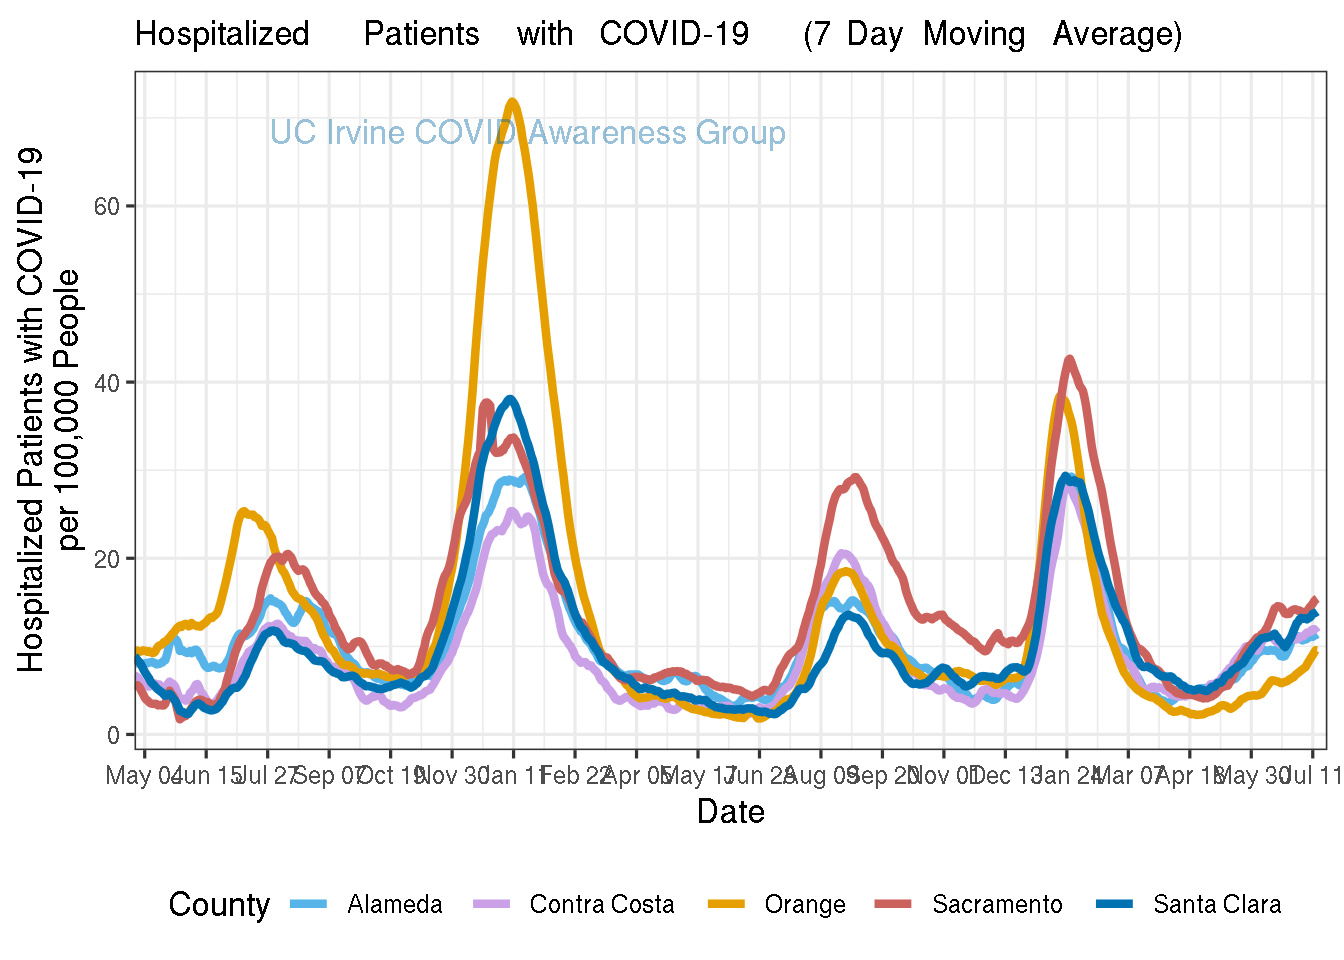 Hospitalized Patients with COVID-19 (7 Day Moving Average)
UC Irvine COVID Awareness Group
Hospitalized Patients with COVID-19
per 100,000 People
60
40
20
0
May 04 Jun 15 Jul 27 Sep 07 Oct 19 Nov 30 Jan 11 Feb 22 Apr 05 May 17 Jun 28 Aug 09 Sep 20 Nov 01 Dec 13 Jan 24 Mar 07 Apr 18 May 30 Jul 11
Date
County Alameda Contra Costa Orange Sacramento Santa Clara